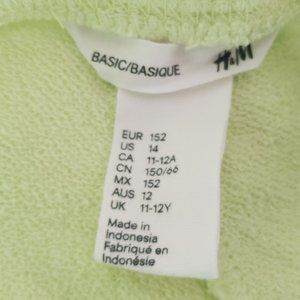 BASIC/BASIQUE H&M
EUR 152
US 14
CA 11-12A
CN 150/66
MX 152
AUS 12
UK 11-12Y
Made in
Indonesia
Fabriqué en
Indonésie